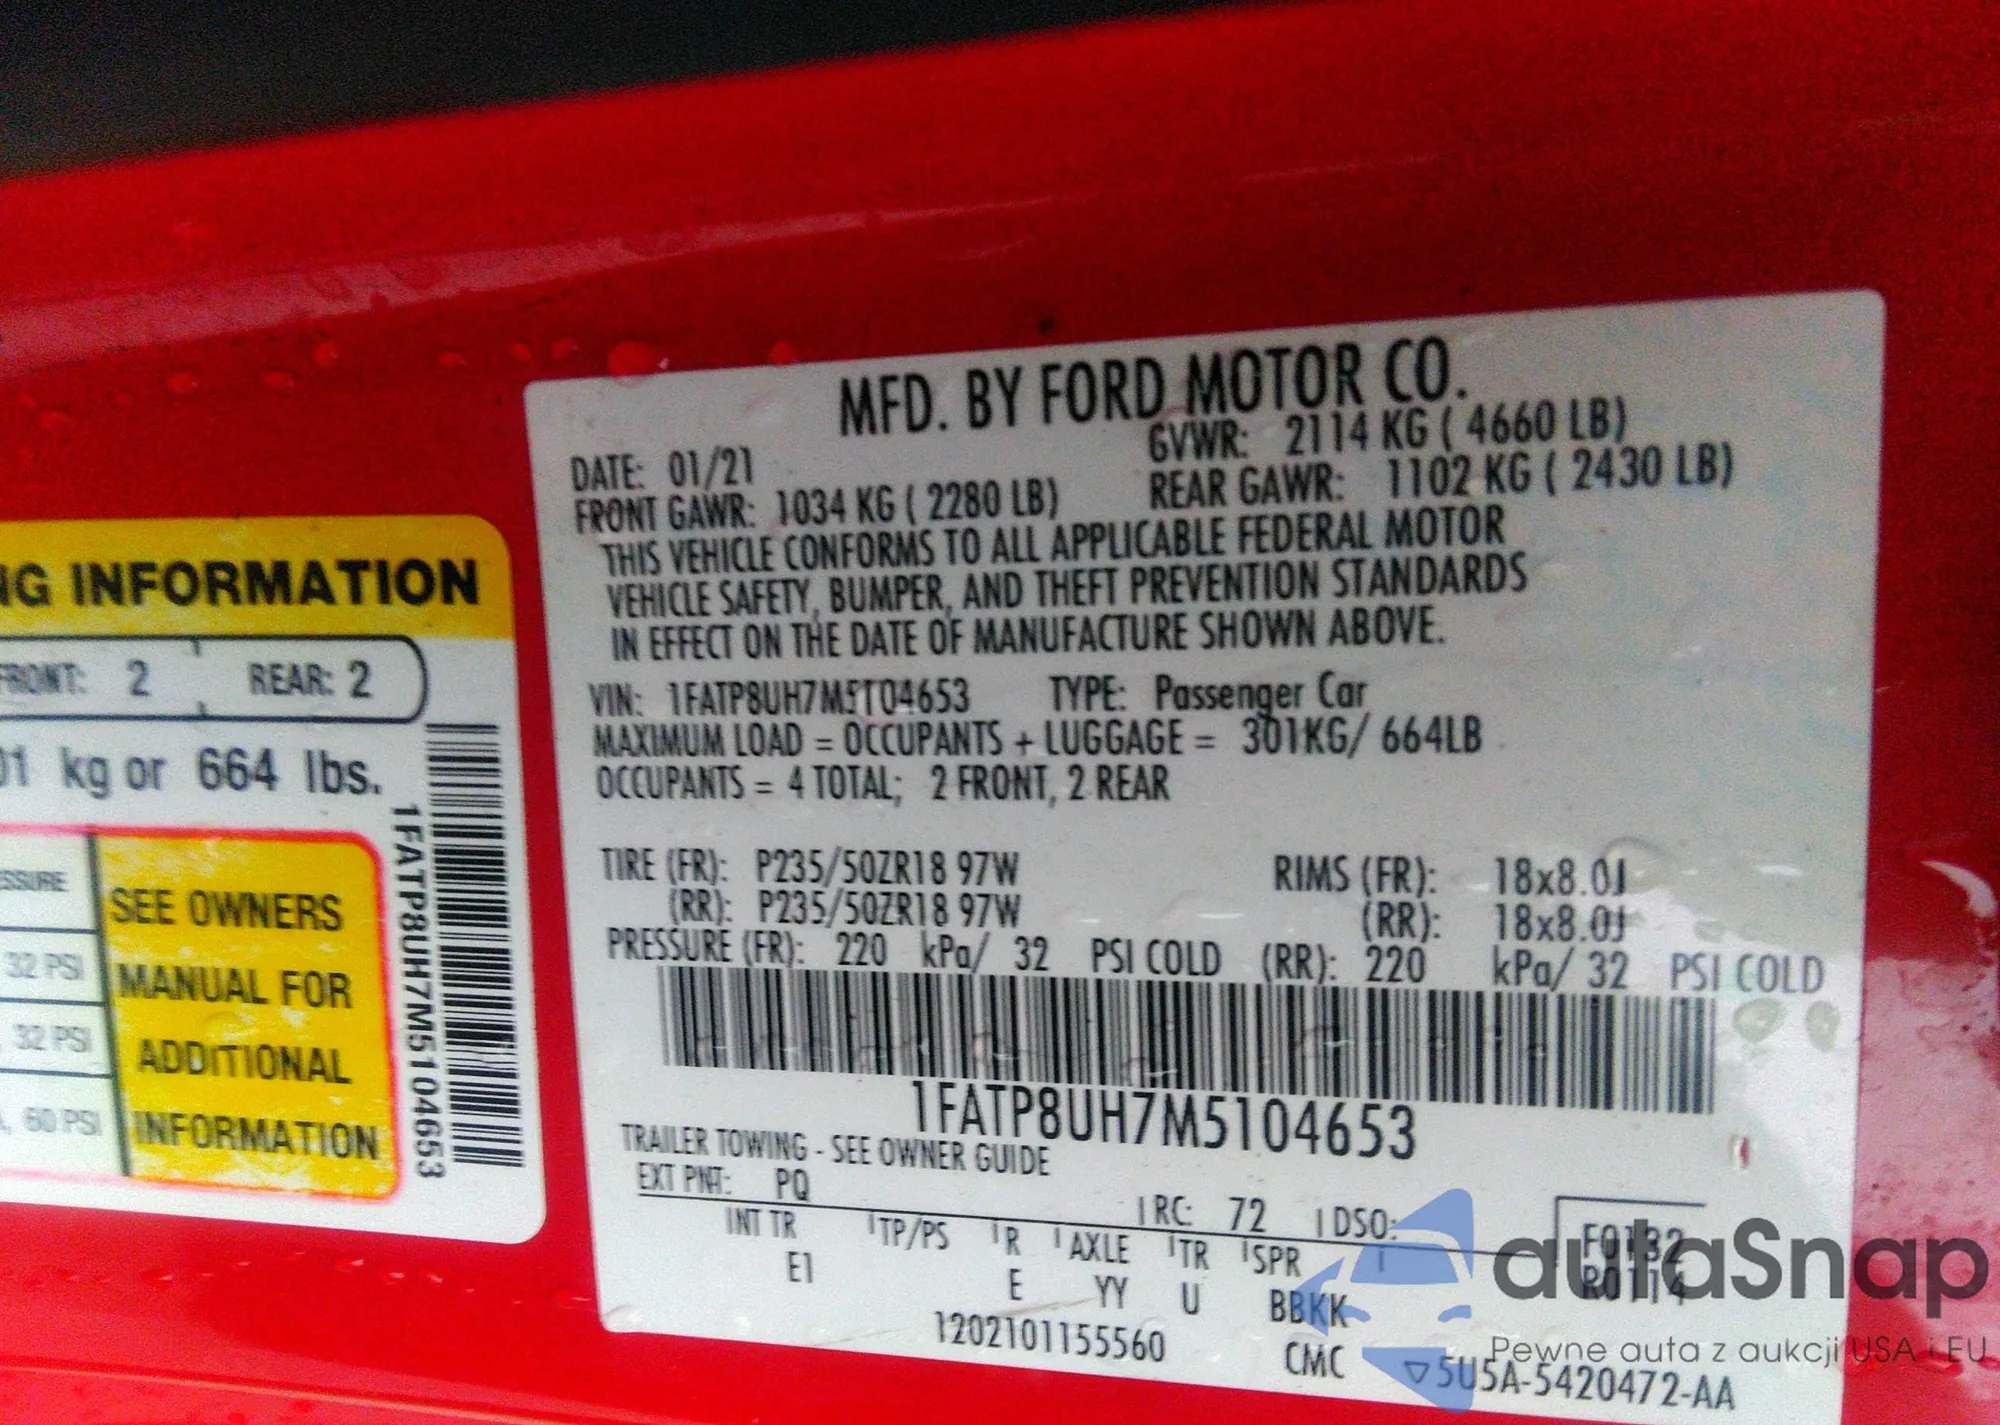 NG INFORMATION
FRONT: 2 REAR: 2
01 kg or 664 lbs.
SSURE
32 PSI
32 PSI
60 PSI
SEE OWNERS
MANUAL FOR
ADDITIONAL
INFORMATION
1FATP8UH7M5104653
MFD. BY FORD MOTOR CO.
DATE: 01/21 GVWR: 2114 KG ( 4660 LB)
FRONT GAWR: 1034 KG ( 2280 LB) REAR GAWR: 1102 KG ( 2430 LB)
THIS VEHICLE CONFORMS TO ALL APPLICABLE FEDERAL MOTOR
VEHICLE SAFETY, BUMPER, AND THEFT PREVENTION STANDARDS
IN EFFECT ON THE DATE OF MANUFACTURE SHOWN ABOVE.
VIN: 1FATP8UH7M5104653 TYPE: Passenger Car
MAXIMUM LOAD = OCCUPANTS + LUGGAGE = 301KG/ 664LB
OCCUPANTS = 4 TOTAL; 2 FRONT, 2 REAR
TIRE (FR): P235/50ZR18 97W RIMS (FR): 18x8.0J
(RR): P235/50ZR18 97W (RR): 18x8.0J
PRESSURE (FR): 220 kPa/ 32 PSI COLD (RR): 220 kPa/ 32 PSI COLD
1FATP8UH7M5104653
TRAILER TOWING - SEE OWNER GUIDE
EXT PNT: PQ RC: 72 DSO:
INT TR TP/PS R AXLE TR SPR
E1 E YY U BBKK
F0132
R0114
1202101155560
CMC ▽5U5A-5420472-AA
autaSnap
Pewne auta z aukcji USA i EU